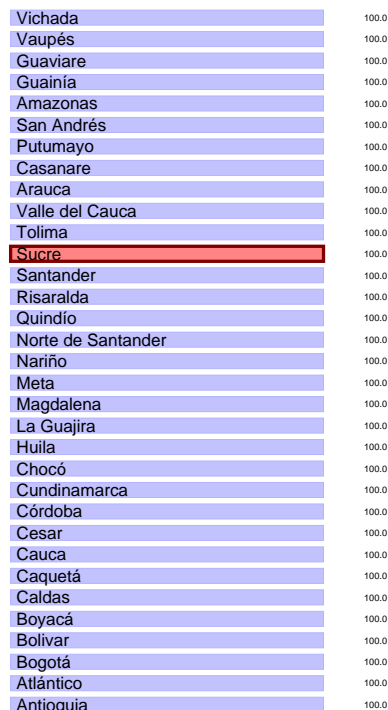 Vichada 100.0
Vaupés 100.0
Guaviare 100.0
Guainía 100.0
Amazonas 100.0
San Andrés 100.0
Putumayo 100.0
Casanare 100.0
Arauca 100.0
Valle del Cauca 100.0
Tolima 100.0
Sucre 100.0
Santander 100.0
Risaralda 100.0
Quindío 100.0
Norte de Santander 100.0
Nariño 100.0
Meta 100.0
Magdalena 100.0
La Guajira 100.0
Huila 100.0
Chocó 100.0
Cundinamarca 100.0
Córdoba 100.0
Cesar 100.0
Cauca 100.0
Caquetá 100.0
Caldas 100.0
Boyacá 100.0
Bolivar 100.0
Bogotá 100.0
Atlántico 100.0
Antioquia 100.0